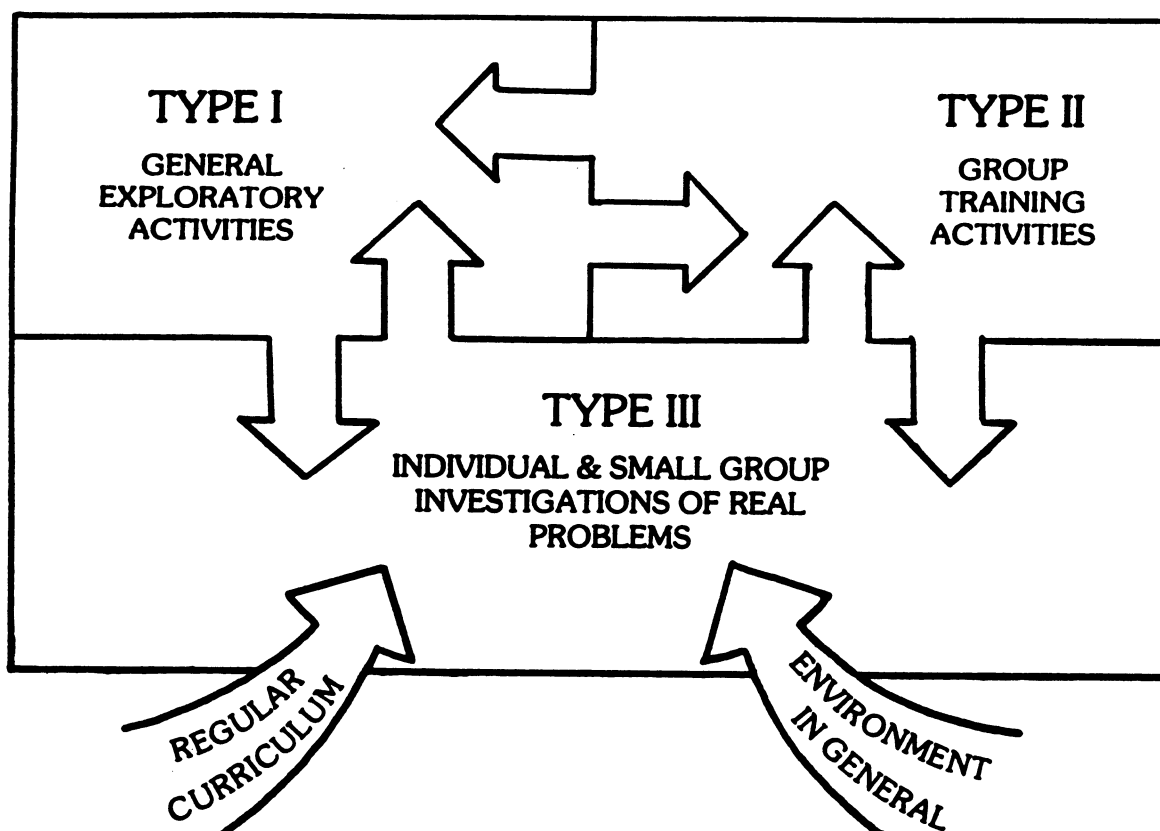 TYPE I
GENERAL
EXPLORATORY
ACTIVITIES
TYPE II
GROUP
TRAINING
ACTIVITIES
TYPE III
INDIVIDUAL & SMALL GROUP
INVESTIGATIONS OF REAL
PROBLEMS
REGULAR
CURRICULUM
ENVIRONMENT
IN GENERAL